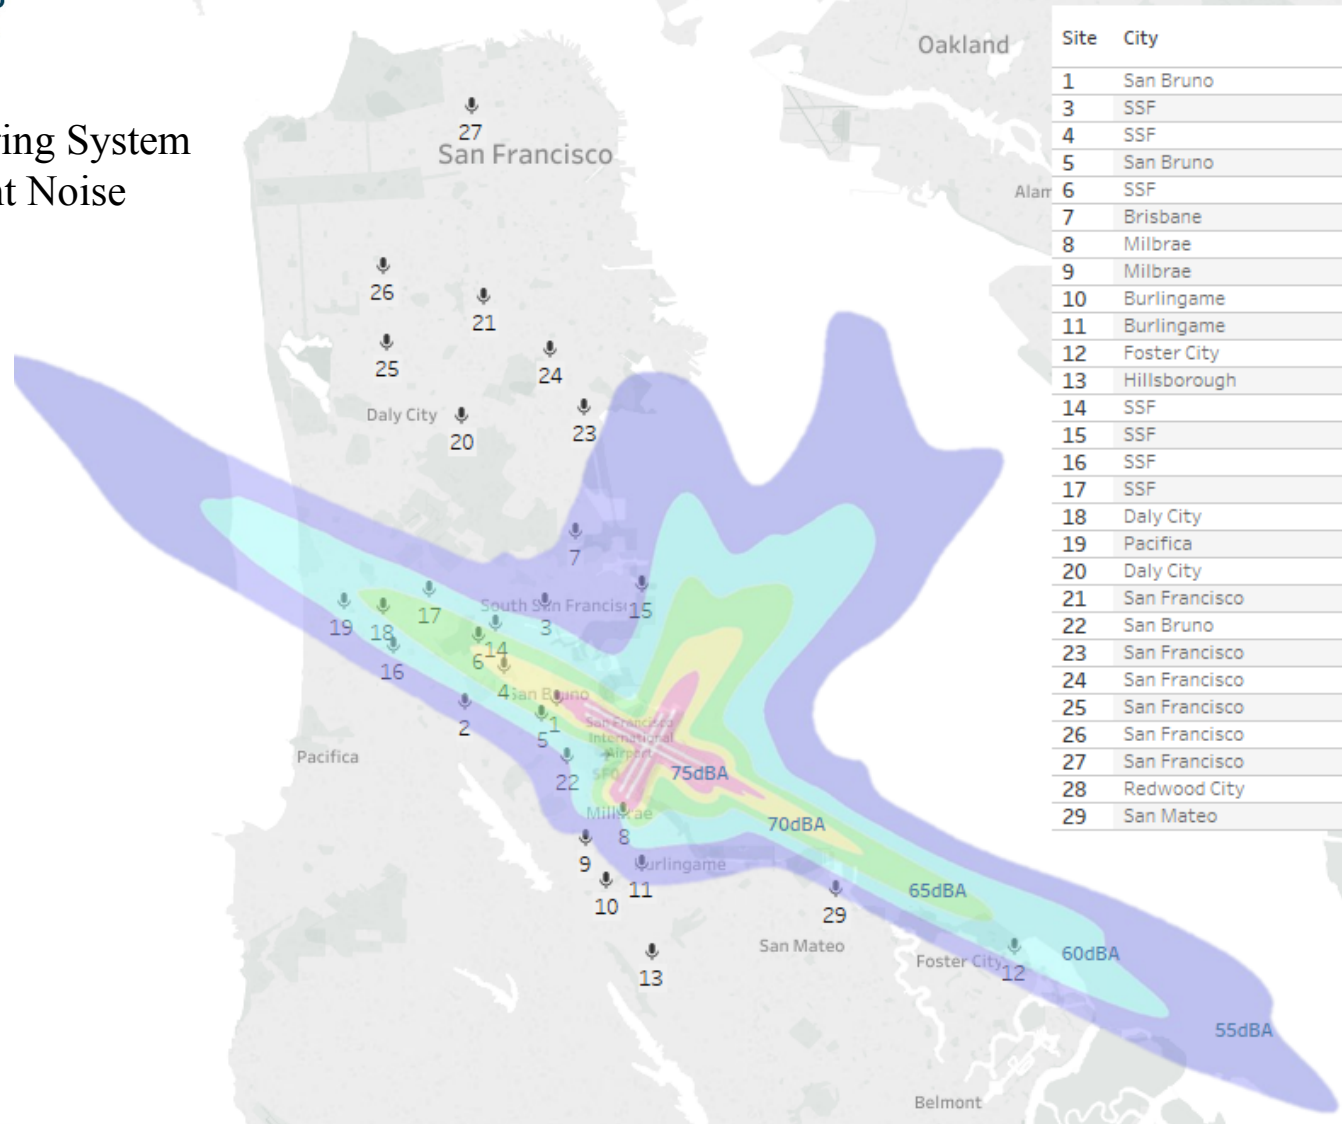 ing System
nt Noise
Oakland
Alam
27
San Francisco
26
21
25
24
Daly City
23
20
7
South San Francisco
15
17
3
19
18
14
6
16
4
San Bruno
1
2
5
San Francisco
International
Airport
SFO
Pacifica
22
75dBA
Millbrae
8
70dBA
9
Burlingame
11
10
65dBA
29
San Mateo
13
Foster City
12
60dBA
55dBA
Belmont
Site City
1 San Bruno
3 SSF
4 SSF
5 San Bruno
6 SSF
7 Brisbane
8 Milbrae
9 Milbrae
10 Burlingame
11 Burlingame
12 Foster City
13 Hillsborough
14 SSF
15 SSF
16 SSF
17 SSF
18 Daly City
19 Pacifica
20 Daly City
21 San Francisco
22 San Bruno
23 San Francisco
24 San Francisco
25 San Francisco
26 San Francisco
27 San Francisco
28 Redwood City
29 San Mateo